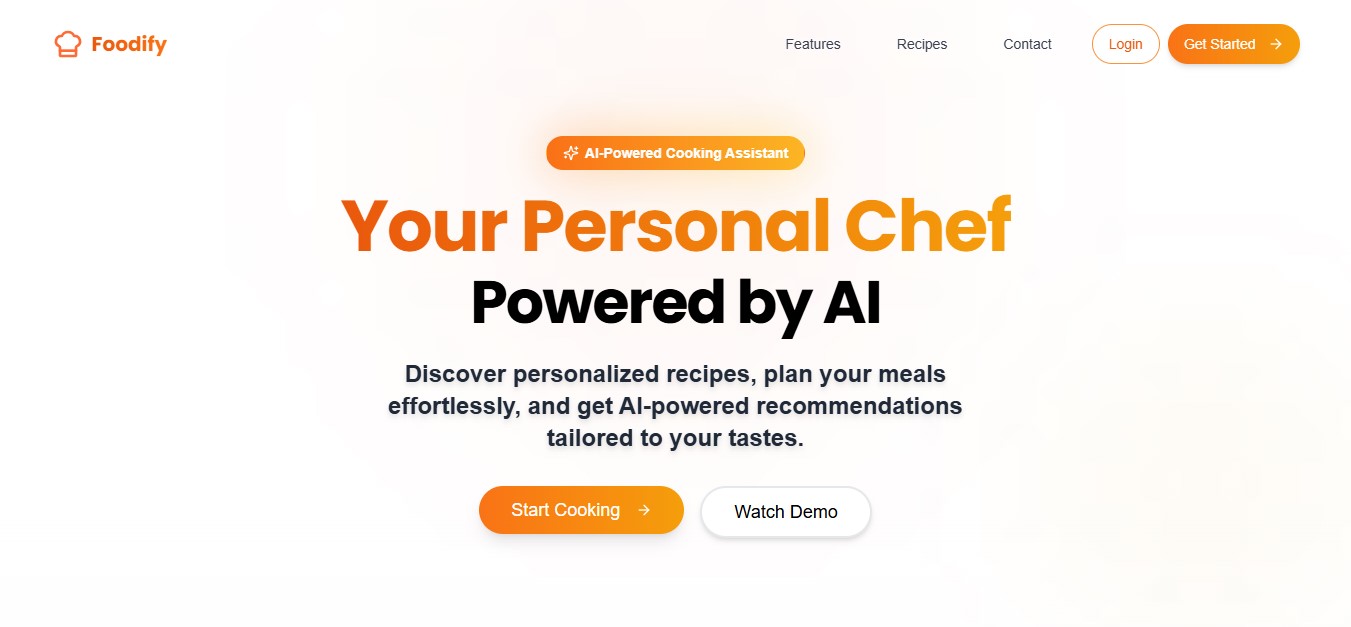 Foodify
Features
Recipes
Contact
Login
Get Started
AI-Powered Cooking Assistant
Your Personal Chef
Powered by AI
Discover personalized recipes, plan your meals
effortlessly, and get AI-powered recommendations
tailored to your tastes.
Start Cooking
Watch Demo